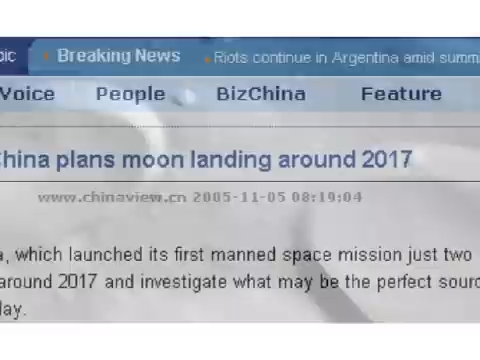 Breaking News Riots continue in Argentina amid summ
Voice People BizChina Feature
China plans moon landing around 2017
www.chinaview.cn 2005-11-05 08:19:04
, which launched its first manned space mission just two
around 2017 and investigate what may be the perfect sourc
day.